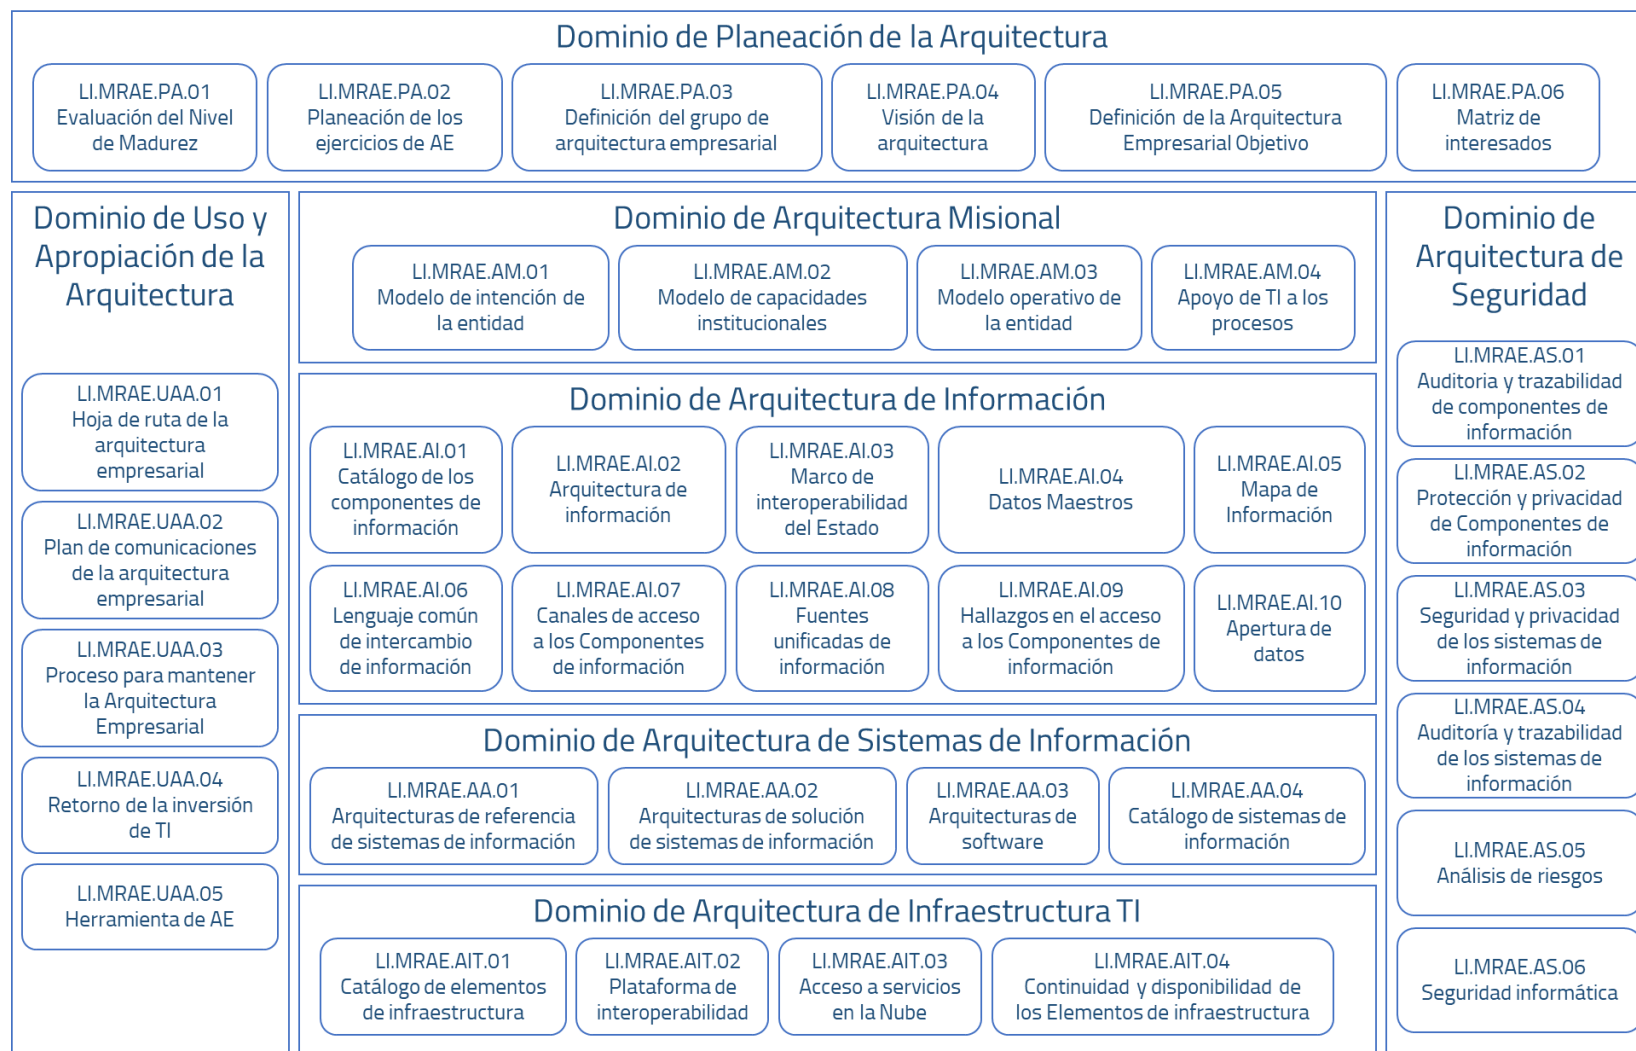 Dominio de Planeación de la Arquitectura
LI.MRAE.PA.01
Evaluación del Nivel
de Madurez
LI.MRAE.PA.02
Planeación de los
ejercicios de AE
LI.MRAE.PA.03
Definición del grupo de
arquitectura empresarial
LI.MRAE.PA.04
Visión de la
arquitectura
LI.MRAE.PA.05
Definición de la Arquitectura
Empresarial Objetivo
LI.MRAE.PA.06
Matriz de
interesados
Dominio de Uso y
Apropiación de la
Arquitectura
LI.MRAE.UAA.01
Hoja de ruta de la
arquitectura
empresarial
LI.MRAE.UAA.02
Plan de comunicaciones
de la arquitectura
empresarial
LI.MRAE.UAA.03
Proceso para mantener
la Arquitectura
Empresarial
LI.MRAE.UAA.04
Retorno de la inversión
de TI
LI.MRAE.UAA.05
Herramienta de AE
Dominio de Arquitectura Misional
LI.MRAE.AM.01
Modelo de intención de
la entidad
LI.MRAE.AM.02
Modelo de capacidades
institucionales
LI.MRAE.AM.03
Modelo operativo de
la entidad
LI.MRAE.AM.04
Apoyo de TI a los
procesos
Dominio de Arquitectura de Información
LI.MRAE.AI.01
Catálogo de los
componentes de
información
LI.MRAE.AI.02
Arquitectura de
información
LI.MRAE.AI.03
Marco de
interoperabilidad
del Estado
LI.MRAE.AI.04
Datos Maestros
LI.MRAE.AI.05
Mapa de
Información
LI.MRAE.AI.06
Lenguaje común
de intercambio
de información
LI.MRAE.AI.07
Canales de acceso
a los Componentes
de información
LI.MRAE.AI.08
Fuentes
unificadas de
información
LI.MRAE.AI.09
Hallazgos en el acceso
a los Componentes de
información
LI.MRAE.AI.10
Apertura de
datos
Dominio de Arquitectura de Sistemas de Información
LI.MRAE.AA.01
Arquitecturas de referencia
de sistemas de información
LI.MRAE.AA.02
Arquitecturas de solución
de sistemas de información
LI.MRAE.AA.03
Arquitecturas de
software
LI.MRAE.AA.04
Catálogo de sistemas de
información
Dominio de Arquitectura de Infraestructura TI
LI.MRAE.AIT.01
Catálogo de elementos
de infraestructura
LI.MRAE.AIT.02
Plataforma de
interoperabilidad
LI.MRAE.AIT.03
Acceso a servicios
en la Nube
LI.MRAE.AIT.04
Continuidad y disponibilidad de
los Elementos de infraestructura
Dominio de
Arquitectura de
Seguridad
LI.MRAE.AS.01
Auditoria y trazabilidad
de componentes de
información
LI.MRAE.AS.02
Protección y privacidad
de Componentes de
información
LI.MRAE.AS.03
Seguridad y privacidad
de los sistemas de
información
LI.MRAE.AS.04
Auditoría y trazabilidad
de los sistemas de
información
LI.MRAE.AS.05
Análisis de riesgos
LI.MRAE.AS.06
Seguridad informática